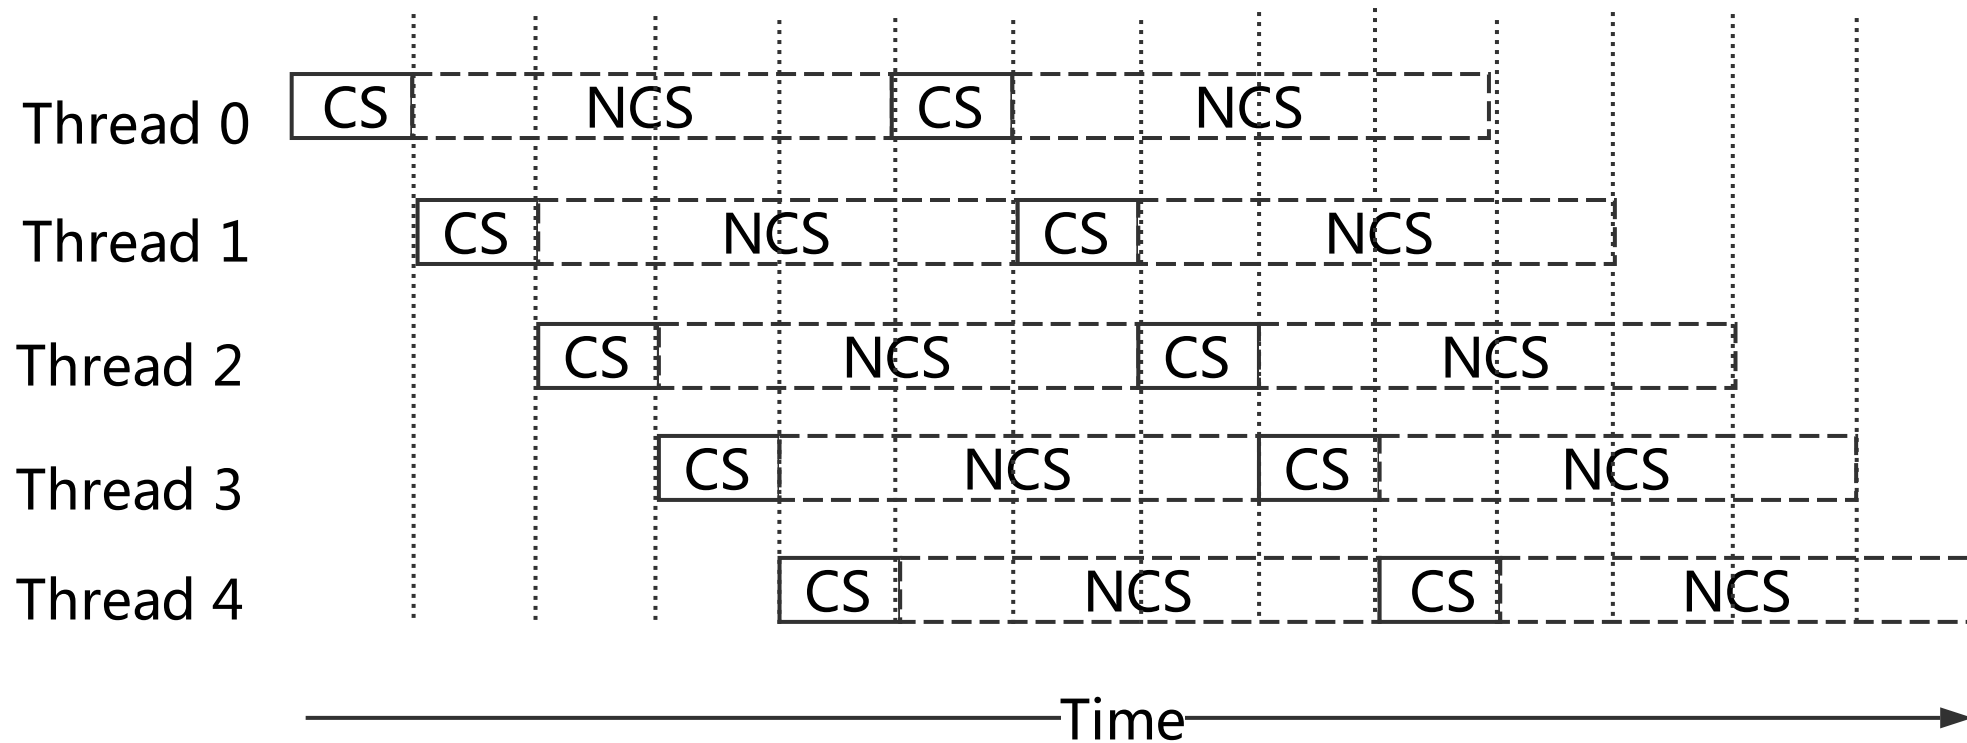 Thread 0 CS NCS CS NCS
Thread 1 CS NCS CS NCS
Thread 2 CS NCS CS NCS
Thread 3 CS NCS CS NCS
Thread 4 CS NCS CS NCS
Time